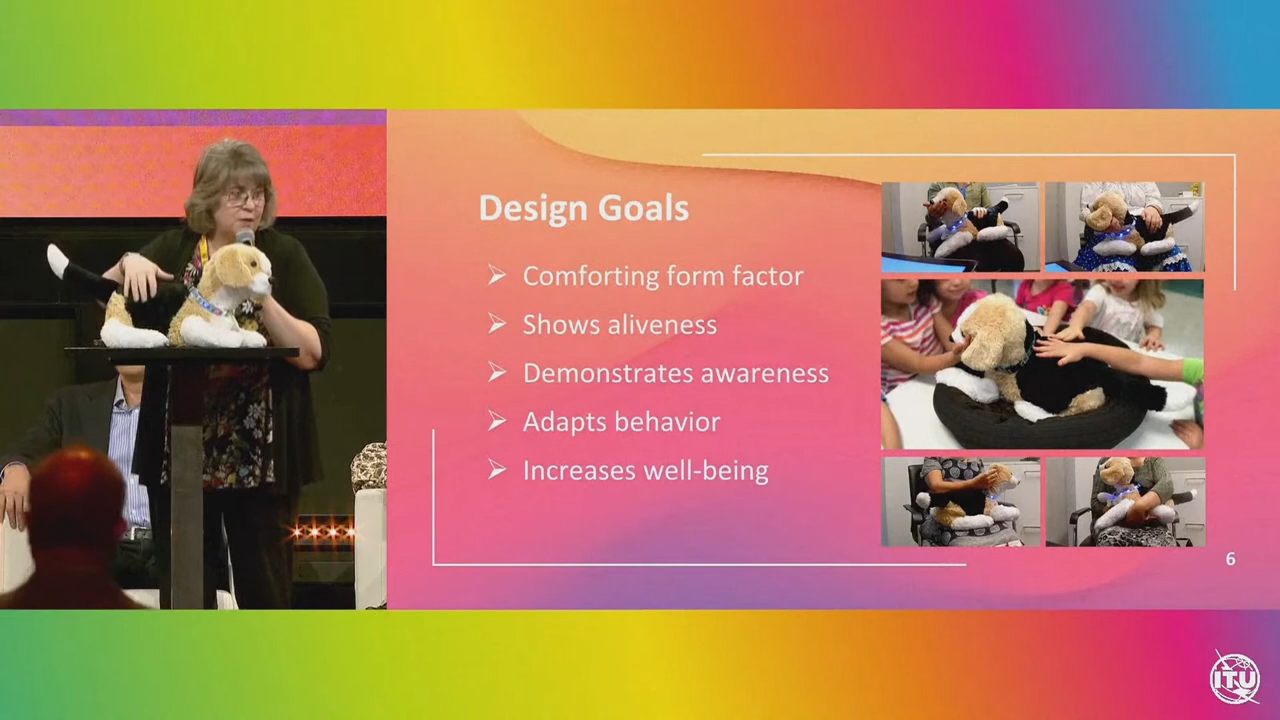 Design Goals
Comforting form factor
Shows aliveness
Demonstrates awareness
Adapts behavior
Increases well-being
6
ITU